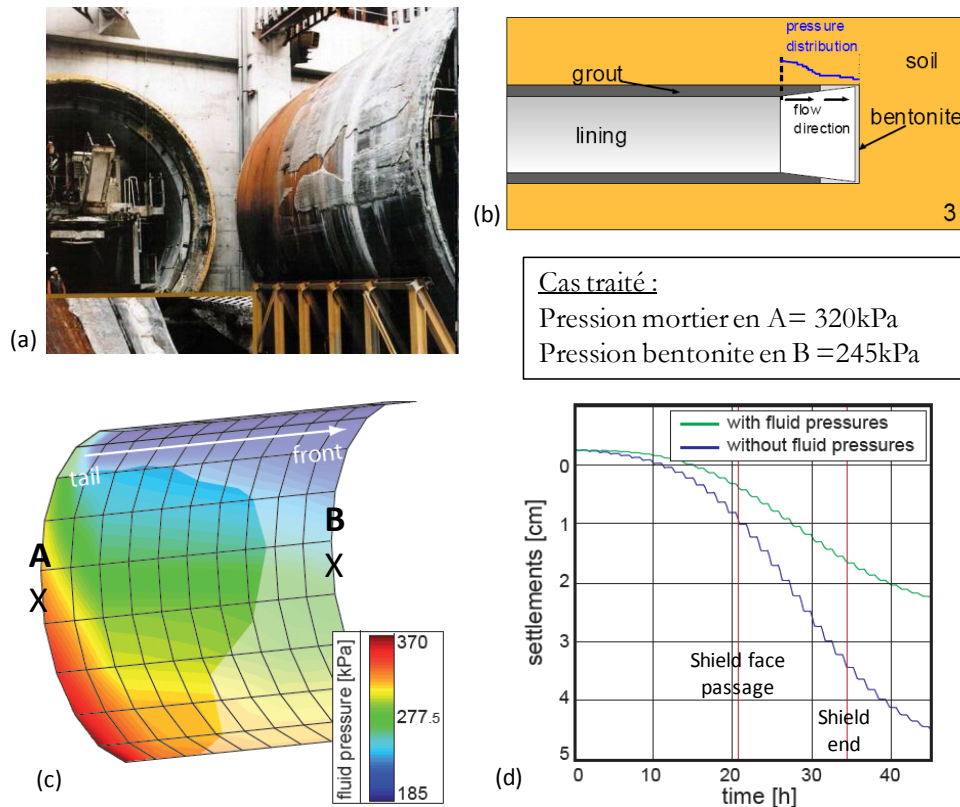 (a)
pressure
distribution
soil
grout
flow
direction
bentonite
lining
3
(b)
Cas traité :
Pression mortier en A= 320kPa
Pression bentonite en B =245kPa
tail
front
A
X
B
X
fluid pressure [kPa]
370
277.5
185
(c)
with fluid pressures
without fluid pressures
settlements [cm]
0
1
2
3
4
5
Shield face
passage
Shield
end
0
10
20
30
40
time [h]
(d)